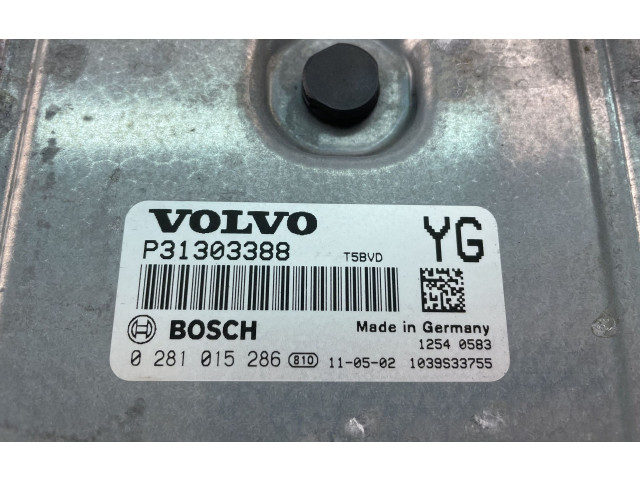 VOLVO
YG
P31303388 T5BVD
BOSCH Made in Germany
1254 0583
0 281 015 286 810 11-05-02 1039S33755